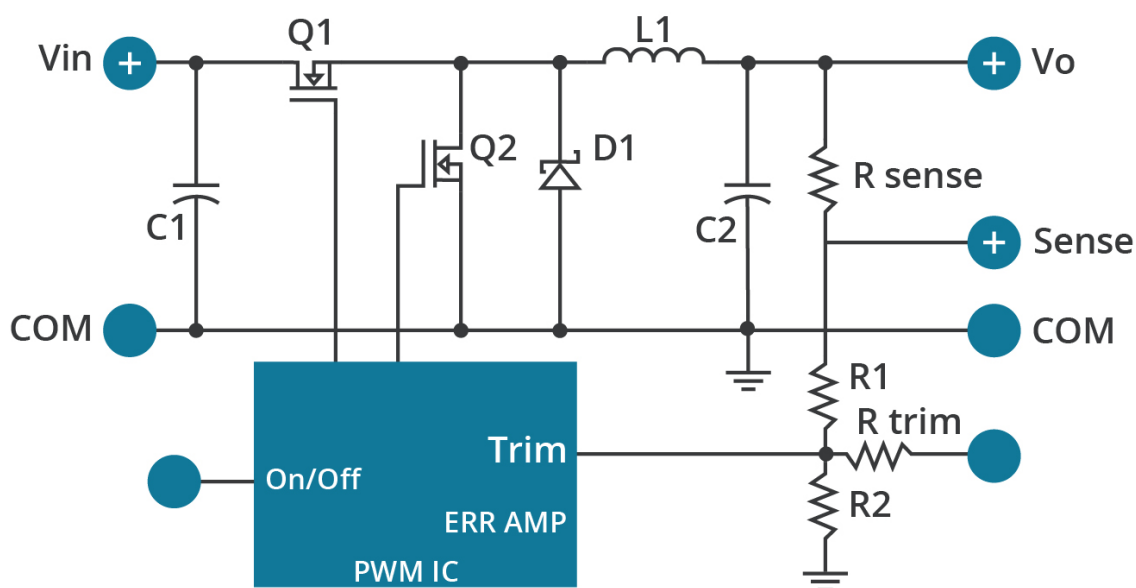 Q1
L1
Vin
+
+
Vo
Q2
D1
R sense
C1
C2
+
Sense
COM
COM
R1
R trim
Trim
On/Off
R2
ERR AMP
PWM IC